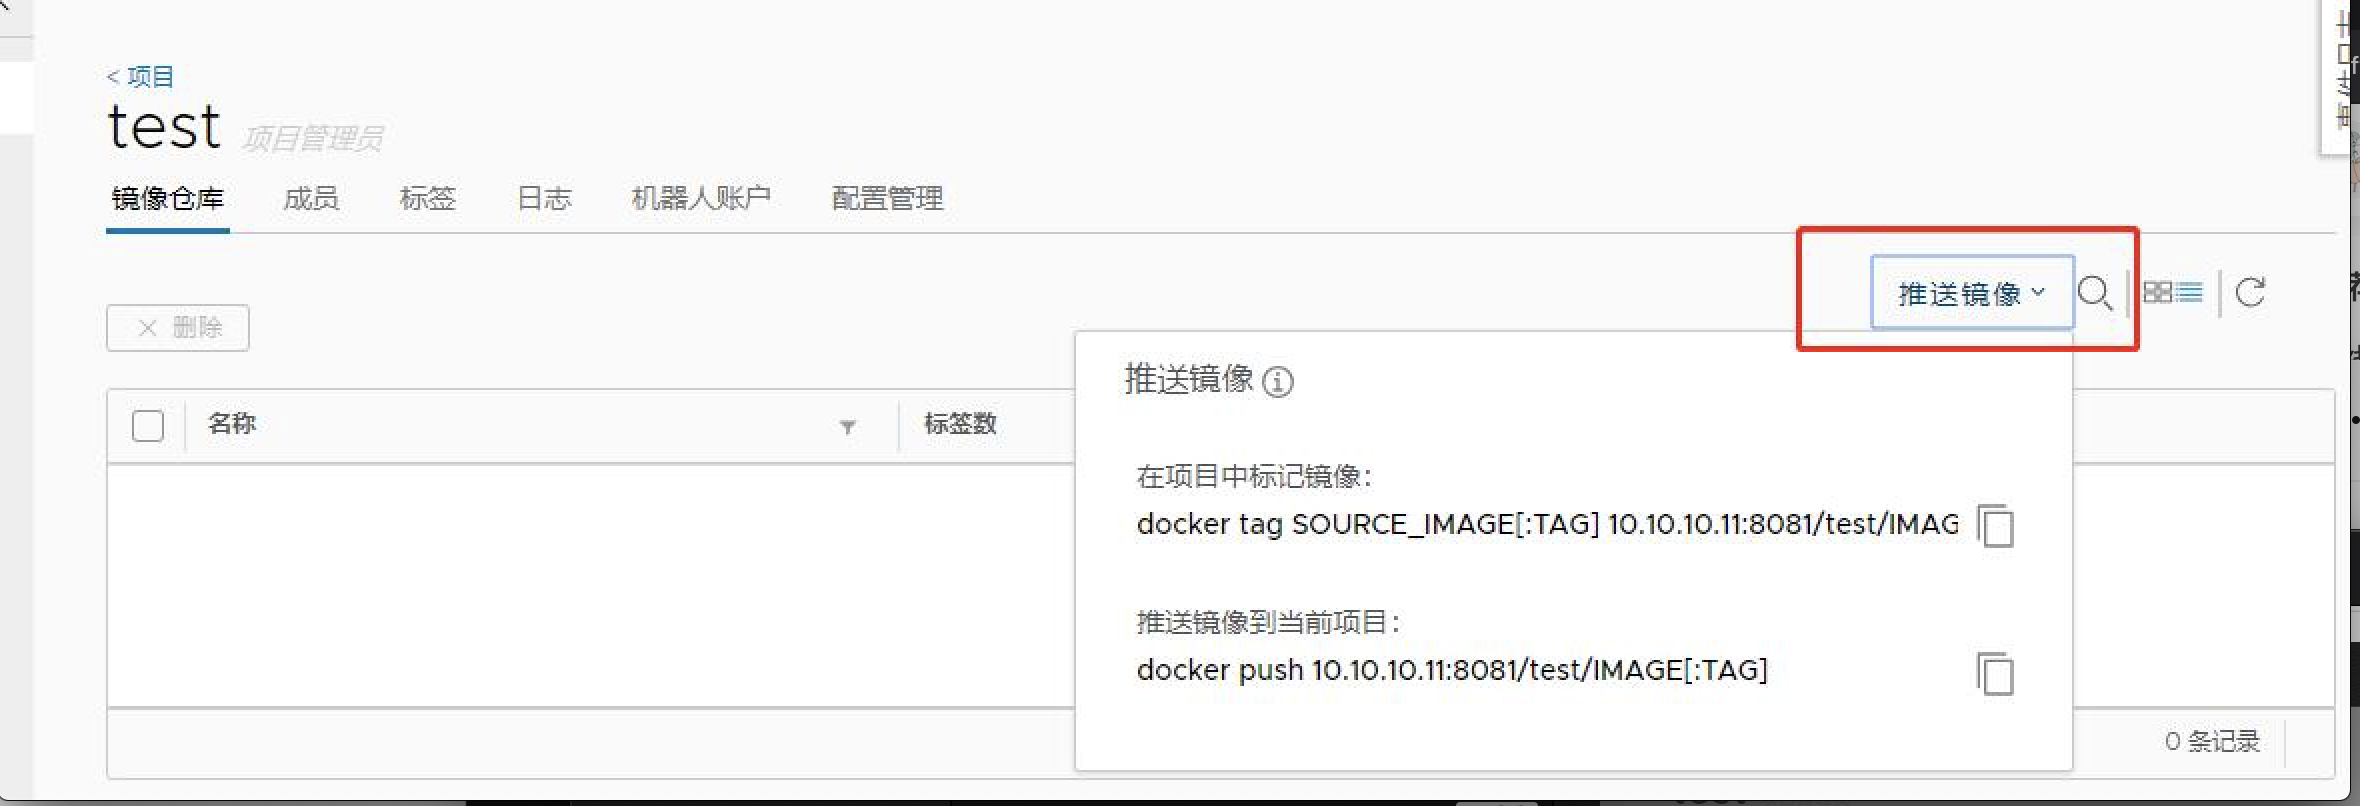 < 项目
test 项目管理员
镜像仓库 成员 标签 日志 机器人账户 配置管理
推送镜像
× 删除
推送镜像
名称 标签数
在项目中标记镜像：
docker tag SOURCE_IMAGE[:TAG] 10.10.10.11:8081/test/IMAG
推送镜像到当前项目：
docker push 10.10.10.11:8081/test/IMAGE[:TAG]
0 条记录